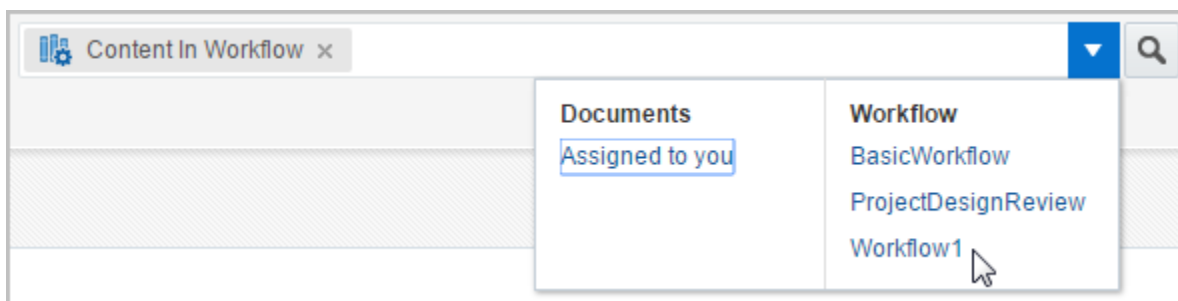 Content In Workflow ×
Documents
Assigned to you
Workflow
BasicWorkflow
ProjectDesignReview
Workflow1